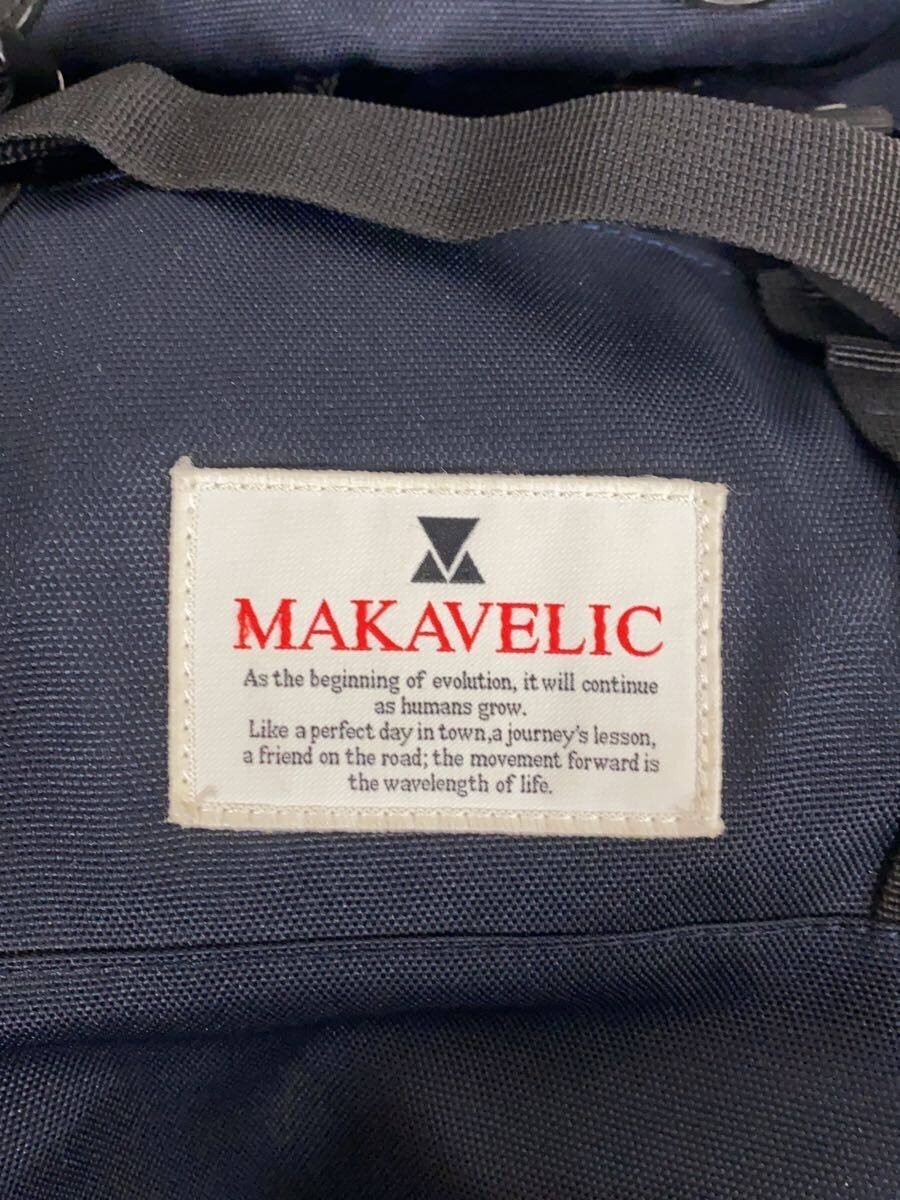 MAKAVELIC
As the beginning of evolution, it will continue
as humans grow.
Like a perfect day in town,a journey's lesson,
a friend on the road; the movement forward is
the wavelength of life.